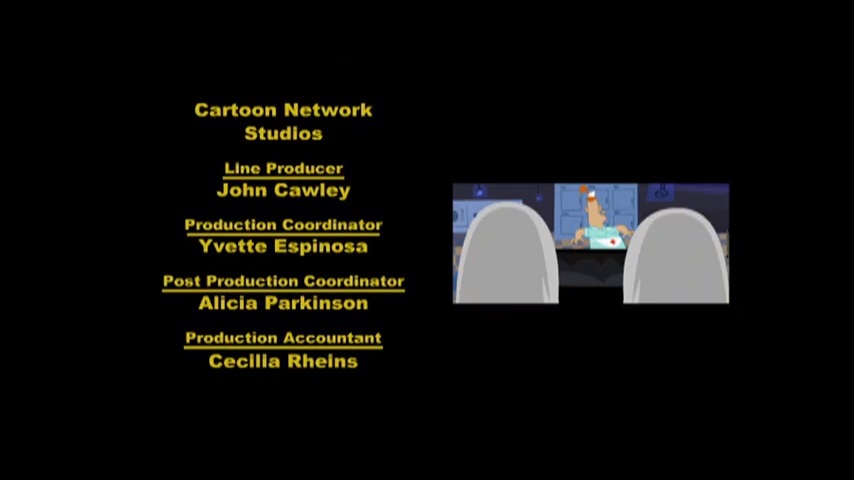 Cartoon Network
Studios
Line Producer
John Cawley
Production Coordinator
Yvette Espinosa
Post Production Coordinator
Alicia Parkinson
Production Accountant
Cecilia Rheins